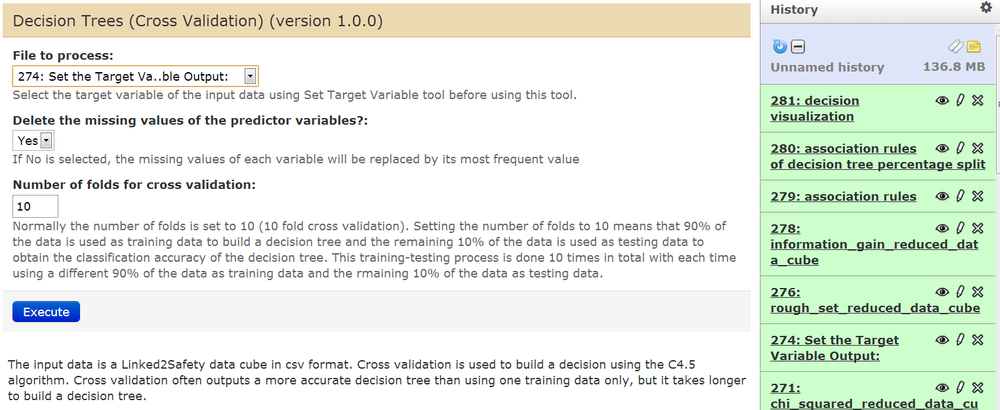 Decision Trees (Cross Validation) (version 1.0.0)
File to process:
274: Set the Target Va..ble Output:
Select the target variable of the input data using Set Target Variable tool before using this tool.
Delete the missing values of the predictor variables?:
Yes
If No is selected, the missing values of each variable will be replaced by its most frequent value
Number of folds for cross validation:
10
Normally the number of folds is set to 10 (10 fold cross validation). Setting the number of folds to 10 means that 90% of
the data is used as training data to build a decision tree and the remaining 10% of the data is used as testing data to
obtain the classification accuracy of the decision tree. This training-testing process is done 10 times in total with each time
using a different 90% of the data as training data and the rmaining 10% of the data as testing data.
Execute
The input data is a Linked2Safety data cube in csv format. Cross validation is used to build a decision using the C4.5
algorithm. Cross validation often outputs a more accurate decision tree than using one training data only, but it takes longer
to build a decision tree.
History
Unnamed history 136.8 MB
281: decision
visualization
280: association rules
of decision tree percentage split
279: association rules
278:
information_gain_reduced_dat
a_cube
276:
rough_set_reduced_data_cube
274: Set the Target
Variable Output:
271:
chi_squared_reduced_data_cu